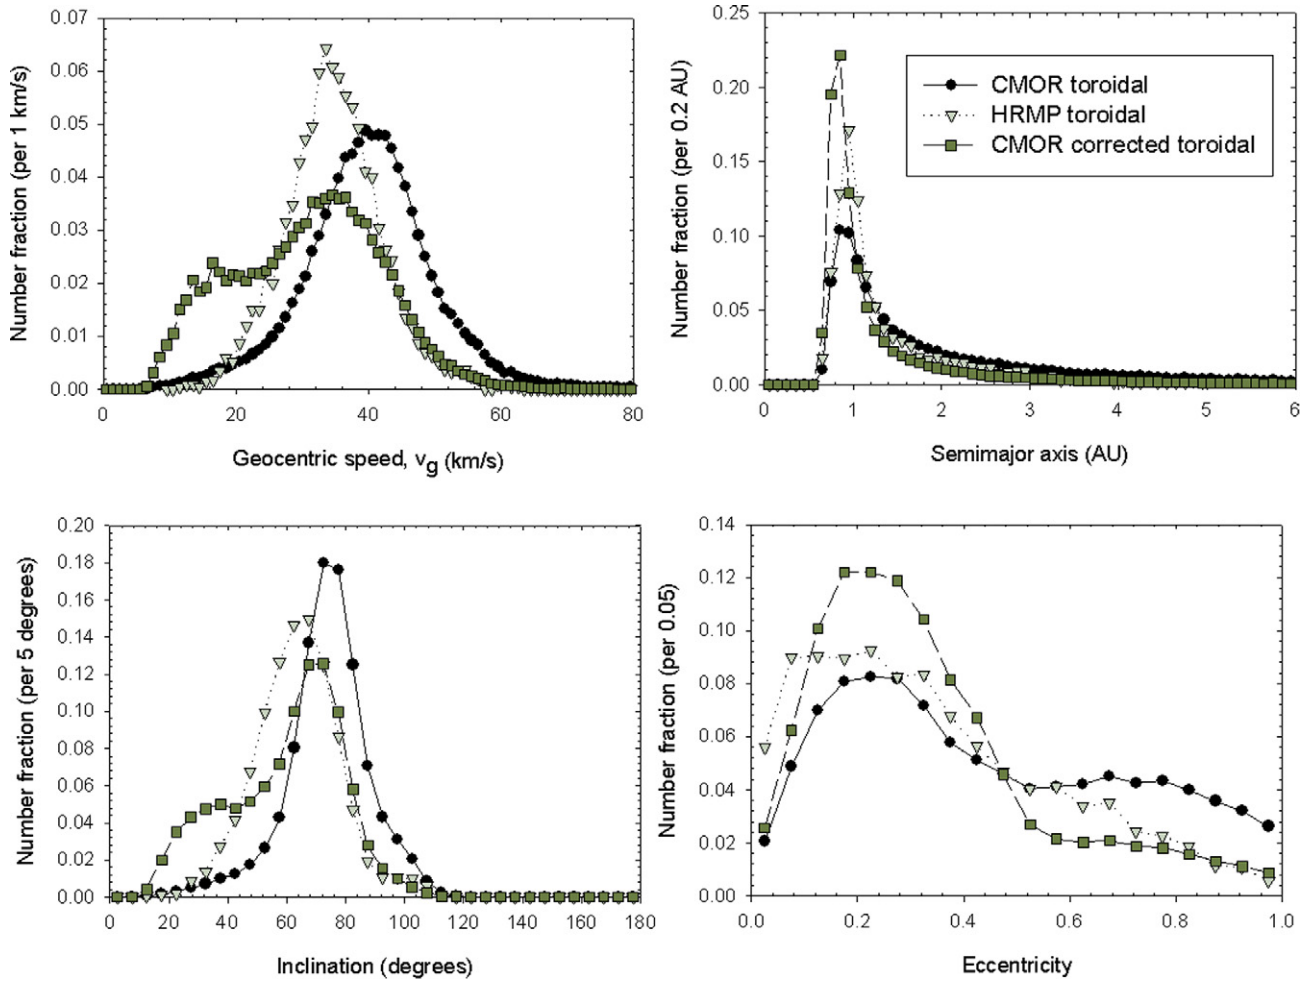 Number fraction (per 1 km/s)
0.07
0.06
0.05
0.04
0.03
0.02
0.01
0.00
0 20 40 60 80
Geocentric speed, vg (km/s)
Number fraction (per 0.2 AU)
0.25
0.20
0.15
0.10
0.05
0.00
CMOR toroidal
HRMP toroidal
CMOR corrected toroidal
0 1 2 3 4 5 6
Semimajor axis (AU)
Number fraction (per 5 degrees)
0.20
0.18
0.16
0.14
0.12
0.10
0.08
0.06
0.04
0.02
0.00
0 20 40 60 80 100 120 140 160 180
Inclination (degrees)
Number fraction (per 0.05)
0.14
0.12
0.10
0.08
0.06
0.04
0.02
0.00
0.0 0.2 0.4 0.6 0.8 1.0
Eccentricity